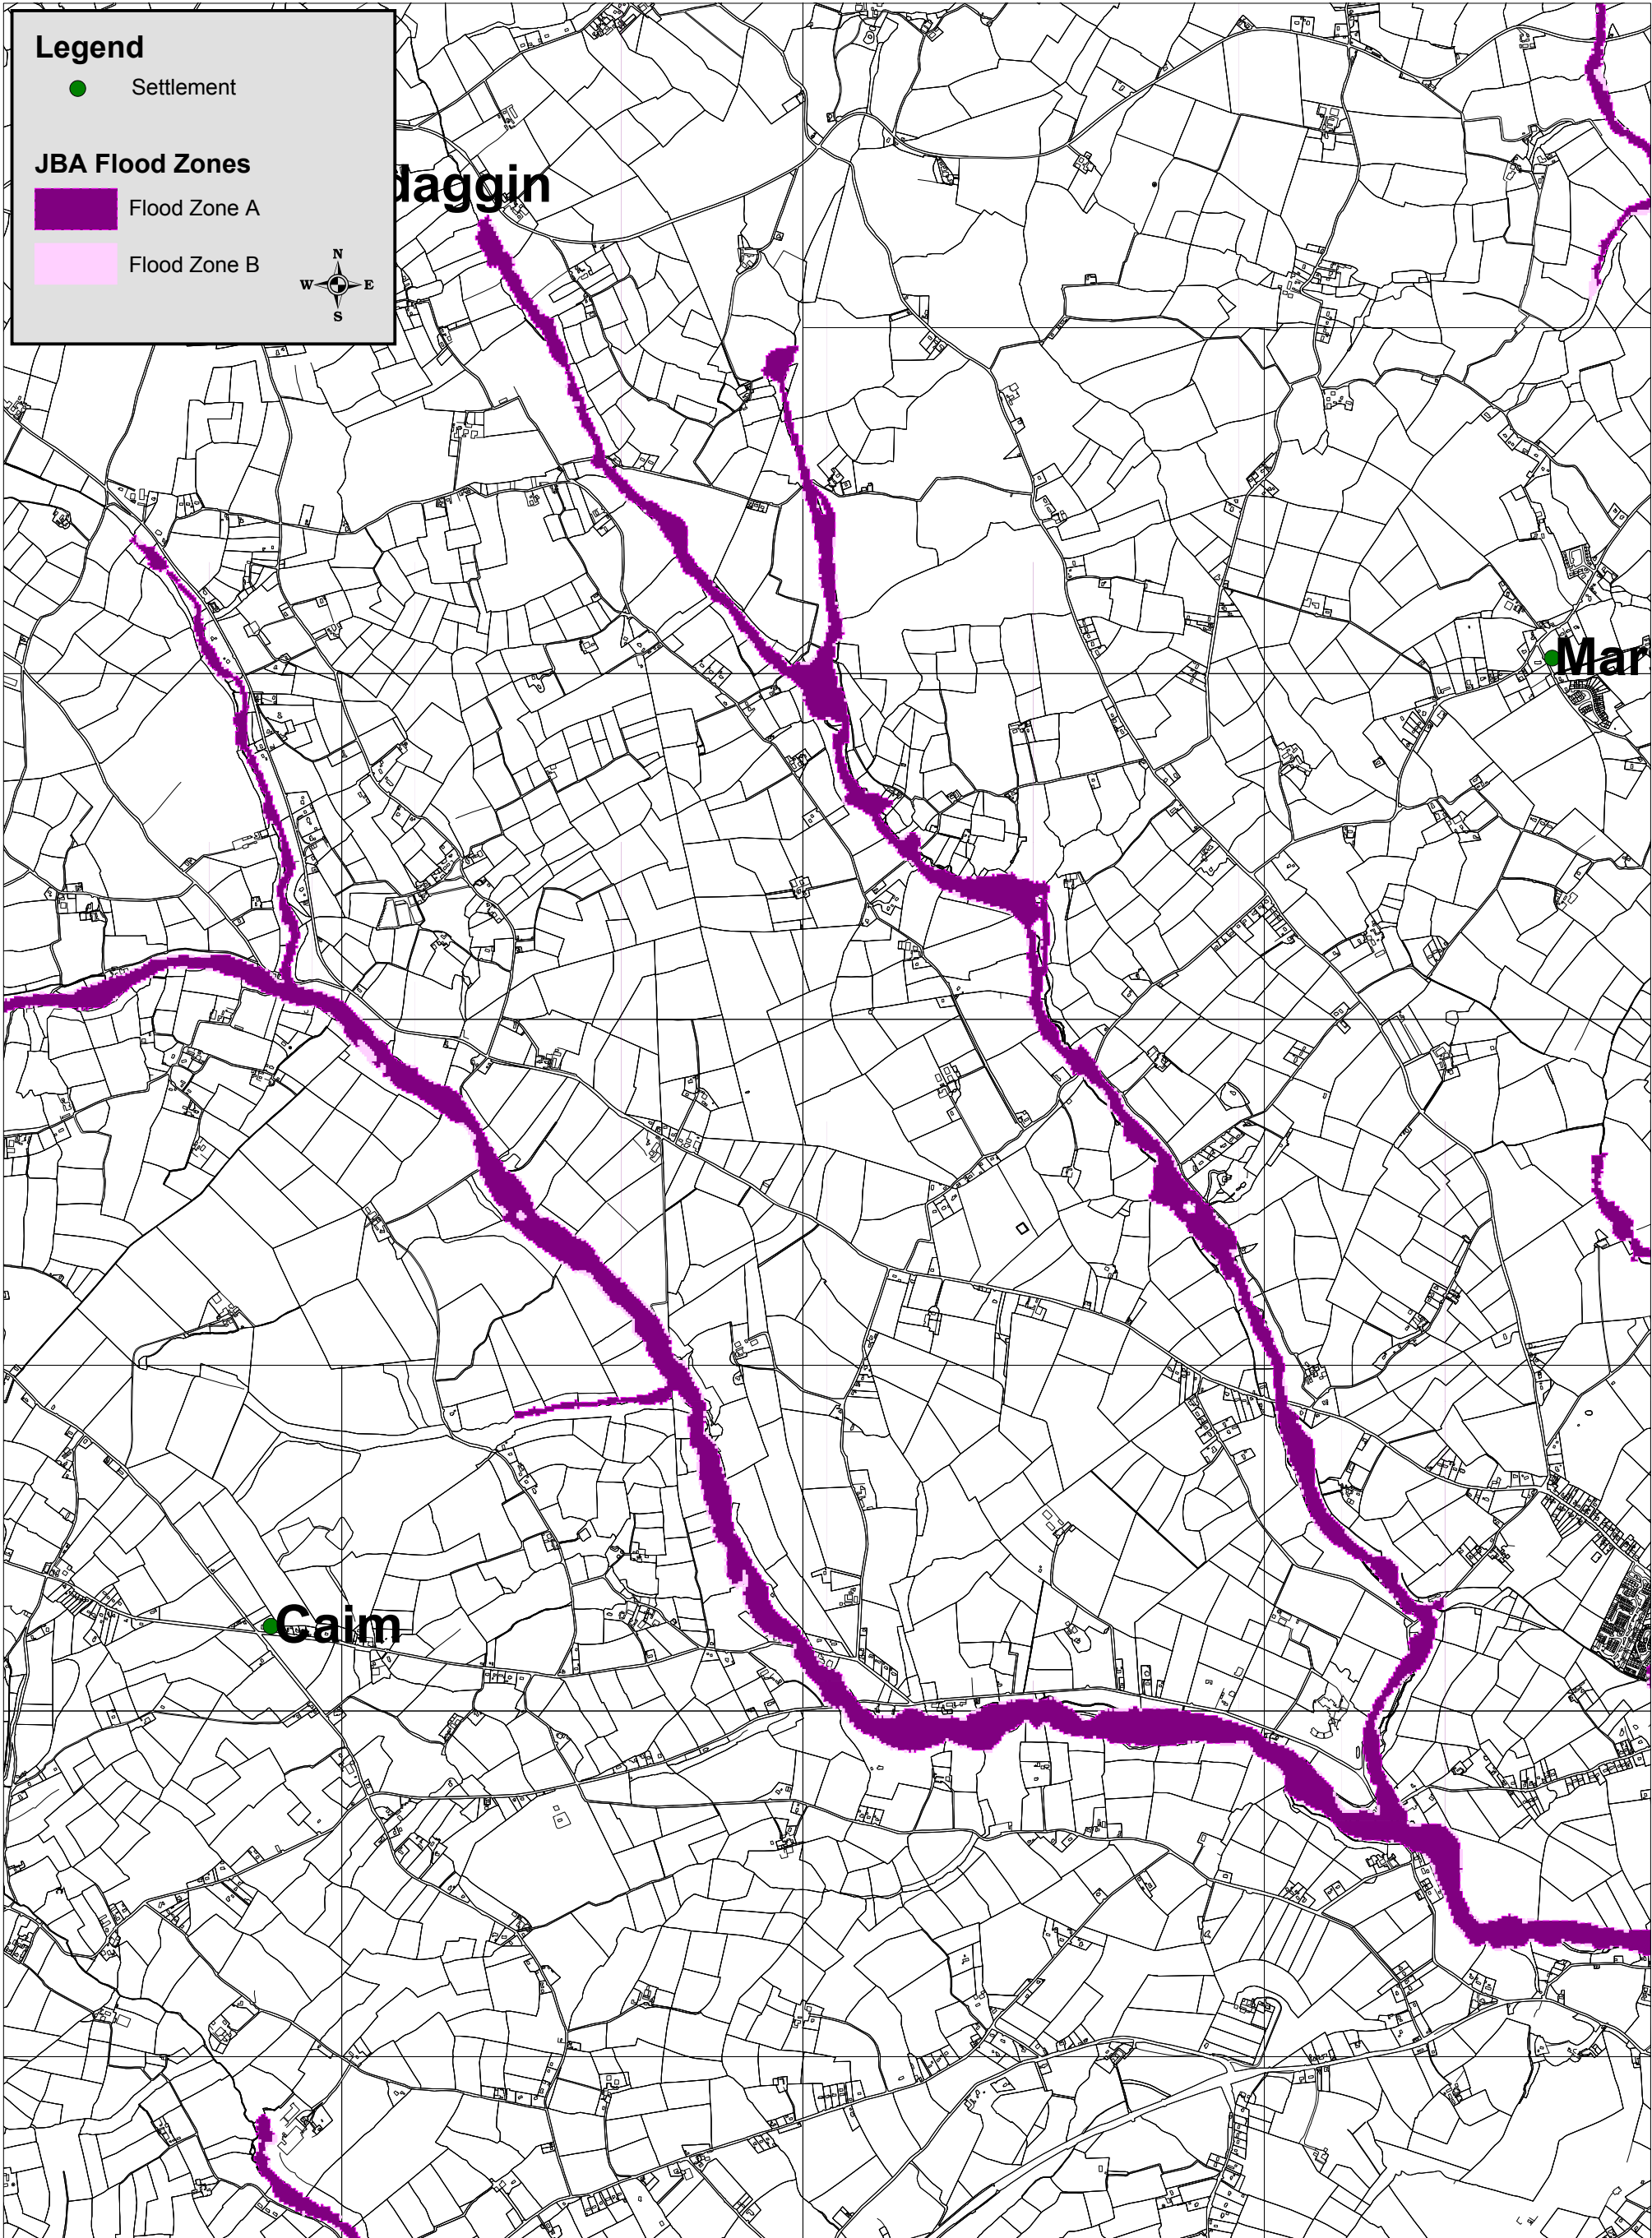 Legend
Settlement
JBA Flood Zones
Flood Zone A
Flood Zone B
N
W E
S
daggin
Mar
Caim